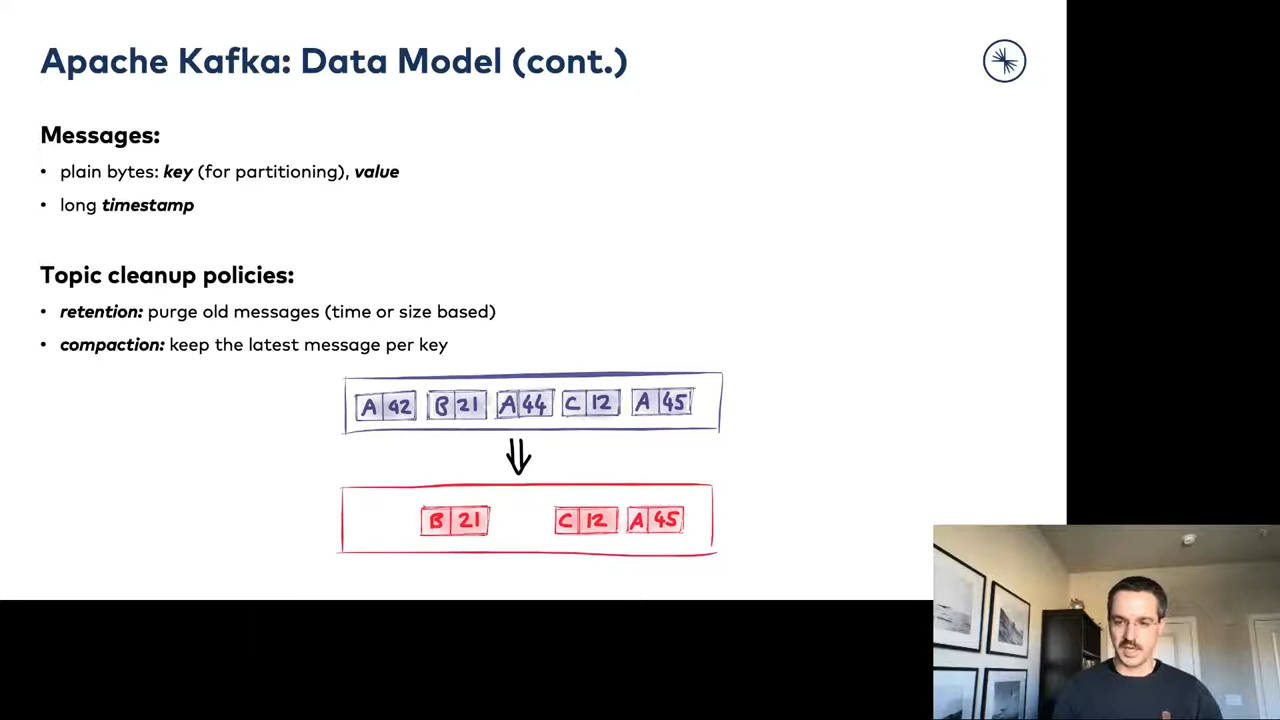 Apache Kafka: Data Model (cont.)
Messages:
• plain bytes: key (for partitioning), value
• long timestamp
Topic cleanup policies:
• retention: purge old messages (time or size based)
• compaction: keep the latest message per key
A 42 B 21 A 44 C 12 A 45
B 21 C 12 A 45